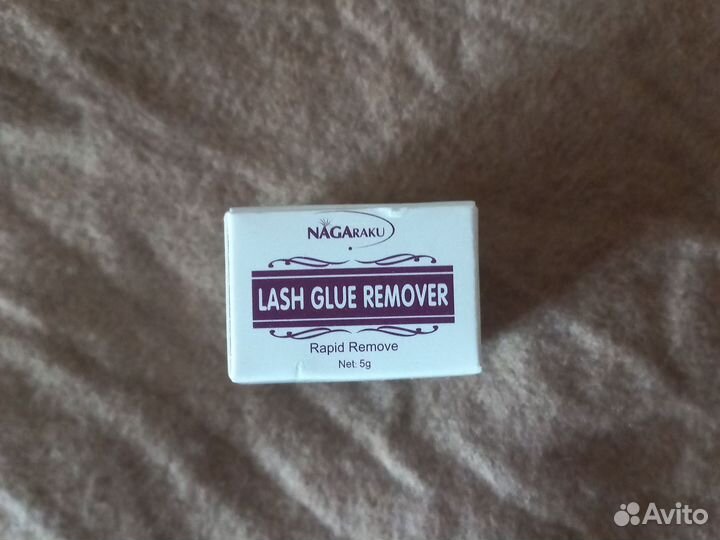 NAGARAKU
LASH GLUE REMOVER
Rapid Remove
Net: 5g
Avito